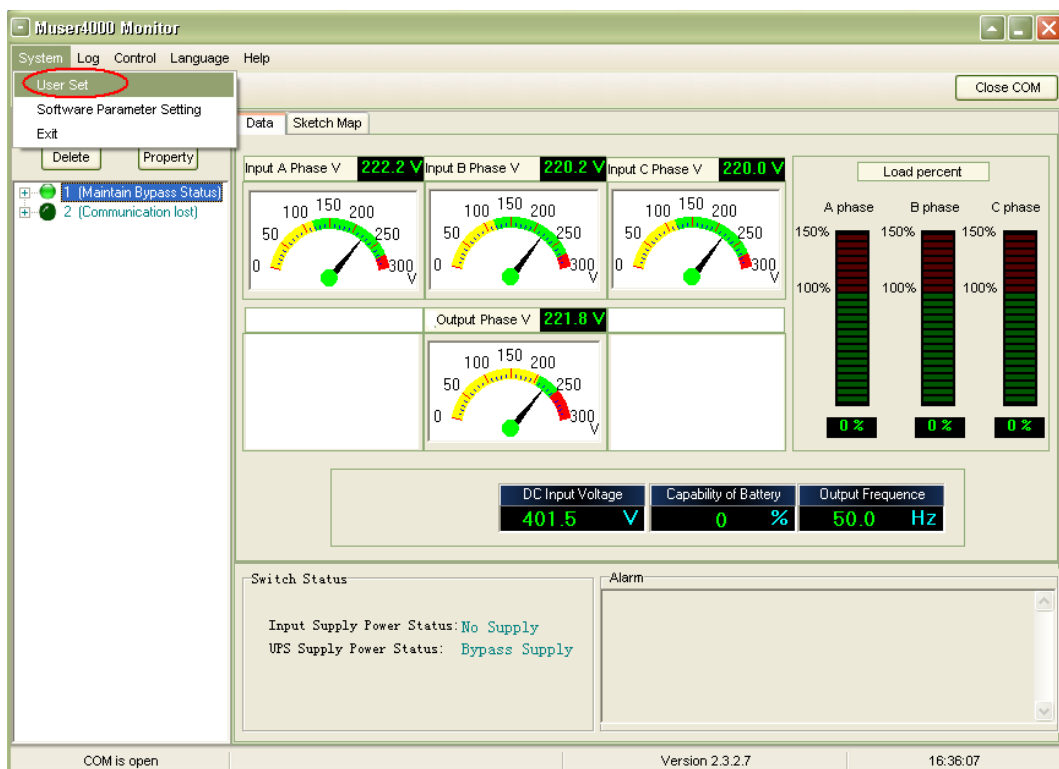 Muser4000 Monitor
System Log Control Language Help
User Set
Software Parameter Setting
Exit
Close COM
Delete Property
1 (Maintain Bypass Status)
2 (Communication lost)
Data Sketch Map
Input A Phase V 222.2 V Input B Phase V 220.2 V Input C Phase V 220.0 V
0 50 100 150 200 250 300 V
0 50 100 150 200 250 300 V
0 50 100 150 200 250 300 V
Output Phase V 221.8 V
0 50 100 150 200 250 300 V
Load percent
A phase B phase C phase
150% 150% 150%
100% 100% 100%
0 % 0 % 0 %
DC Input Voltage Capability of Battery Output Frequence
401.5 V 0 % 50.0 Hz
Switch Status
Input Supply Power Status: No Supply
UPS Supply Power Status: Bypass Supply
Alarm
COM is open Version 2.3.2.7 16:36:07